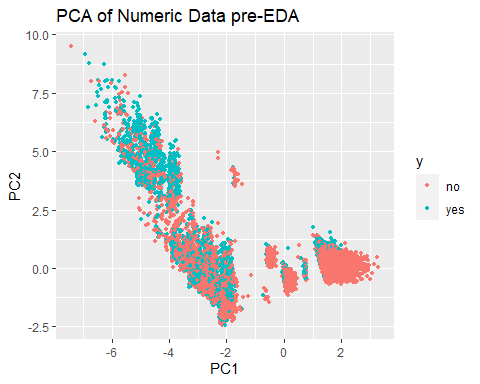 PCA of Numeric Data pre-EDA
10.0
7.5
5.0
2.5
0.0
-2.5
PC2
-6
-4
-2
0
2
PC1
y
no
yes